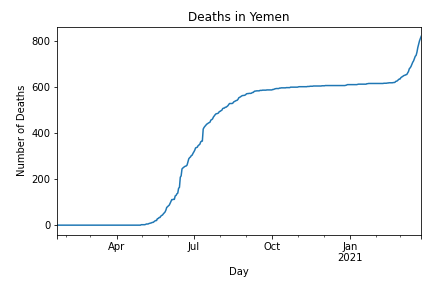 Deaths in Yemen
800
600
400
200
0
Number of Deaths
Apr
Jul
Oct
Jan
2021
Day